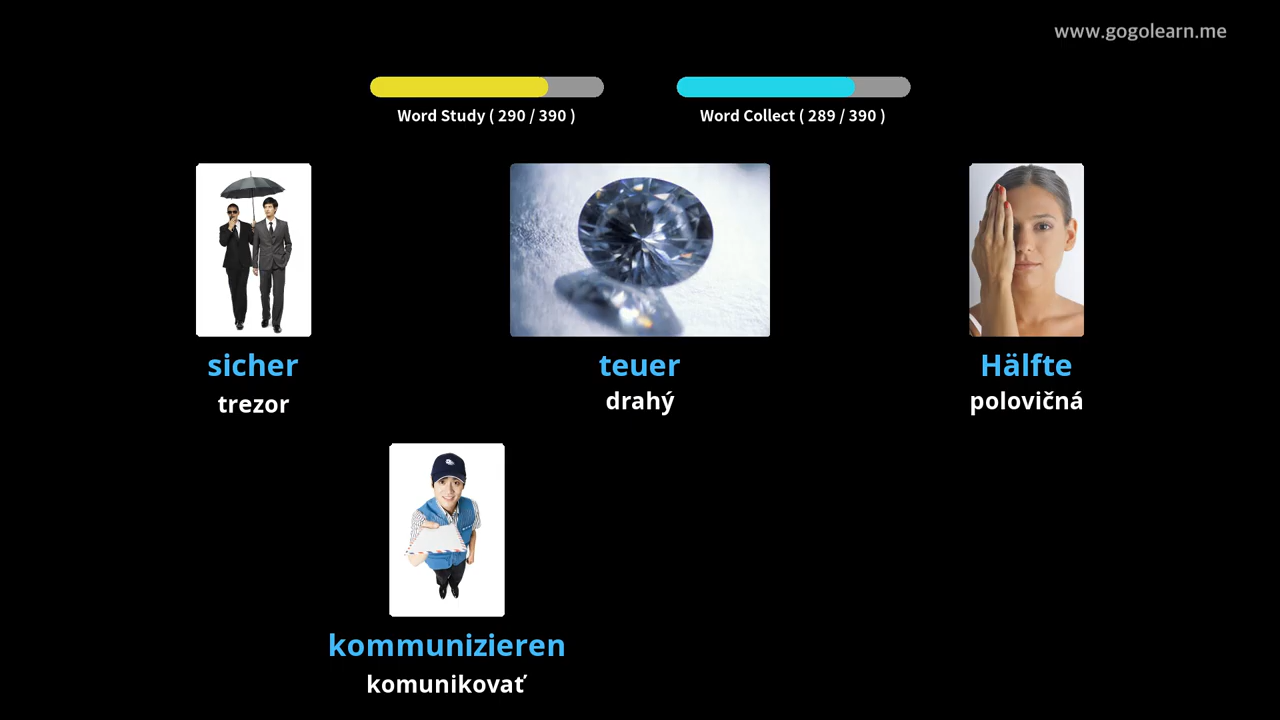 www.gogolearn.me
Word Study ( 290 / 390 )
Word Collect ( 289 / 390 )
sicher
trezor
teuer
drahý
Hälfte
polovičná
kommunizieren
komunikovať